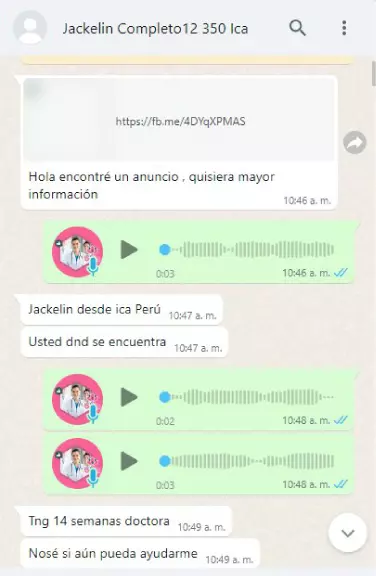 Jackelin Completo12 350 Ica
https://fb.me/4DYqXPMAS
Hola encontré un anuncio , quisiera mayor
información
10:46 a. m.
0:03 10:46 a. m.
Jackelin desde ica Perú 10:47 a. m.
Usted dnd se encuentra 10:47 a. m.
0:02 10:48 a. m.
0:03 10:48 a. m.
Tng 14 semanas doctora 10:49 a. m.
Nosé si aún pueda ayudarme 10:49 a. m.